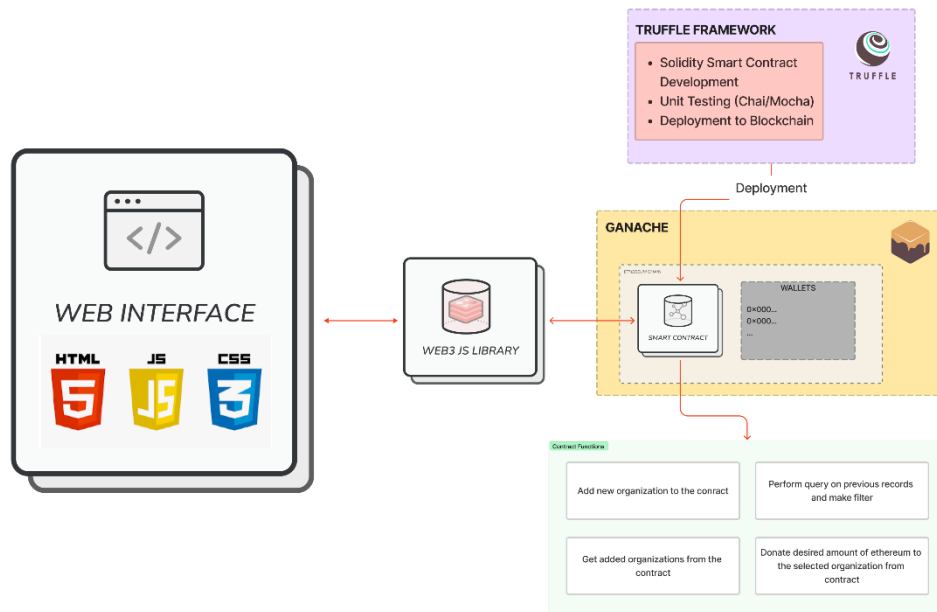 TRUFFLE FRAMEWORK
• Solidity Smart Contract
Development
• Unit Testing (Chai/Mocha)
• Deployment to Blockchain
TRUFFLE
Deployment
GANACHE
WALLETS
0×000...
0×000...
...
SMART CONTRACT
</>
WEB INTERFACE
HTML
5
JS
JS
CSS
3
WEB3 JS LIBRARY
Contract Functions
Add new organization to the conract
Perform query on previous records
and make filter
Get added organizations from the
contract
Donate desired amount of ethereum to
the selected organization from
contract